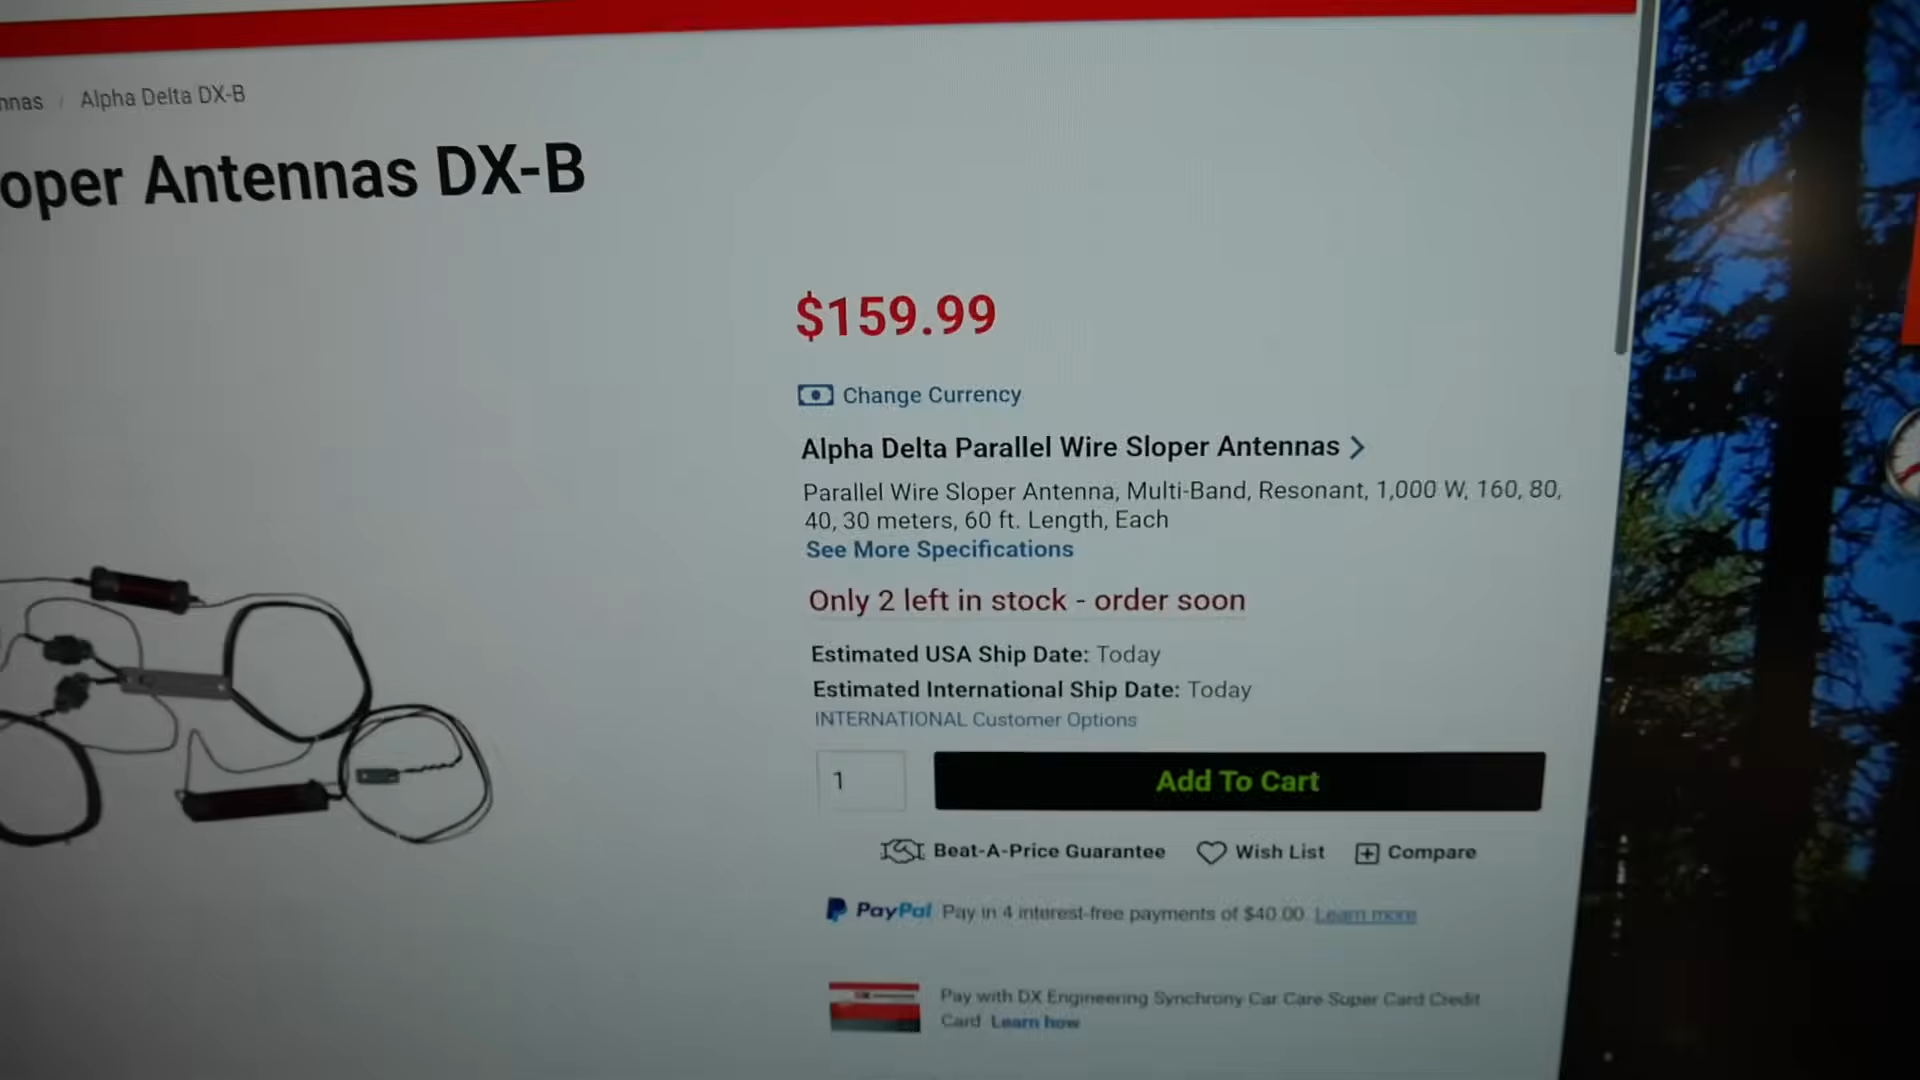 Alpha Delta DX-B
Antennas DX-B
$159.99
Change Currency
Alpha Delta Parallel Wire Sloper Antennas >
Parallel Wire Sloper Antenna, Multi-Band, Resonant, 1,000 W, 160, 80,
40, 30 meters, 60 ft. Length, Each
See More Specifications
Only 2 left in stock - order soon
Estimated USA Ship Date: Today
Estimated International Ship Date: Today
INTERNATIONAL Customer Options
1
Add To Cart
Beat-A-Price Guarantee
Wish List
Compare
PayPal Pay in 4 interest-free payments of $40.00. Learn more
Pay with DX Engineering Synchrony Car Care Super Card Credit
Card Learn how